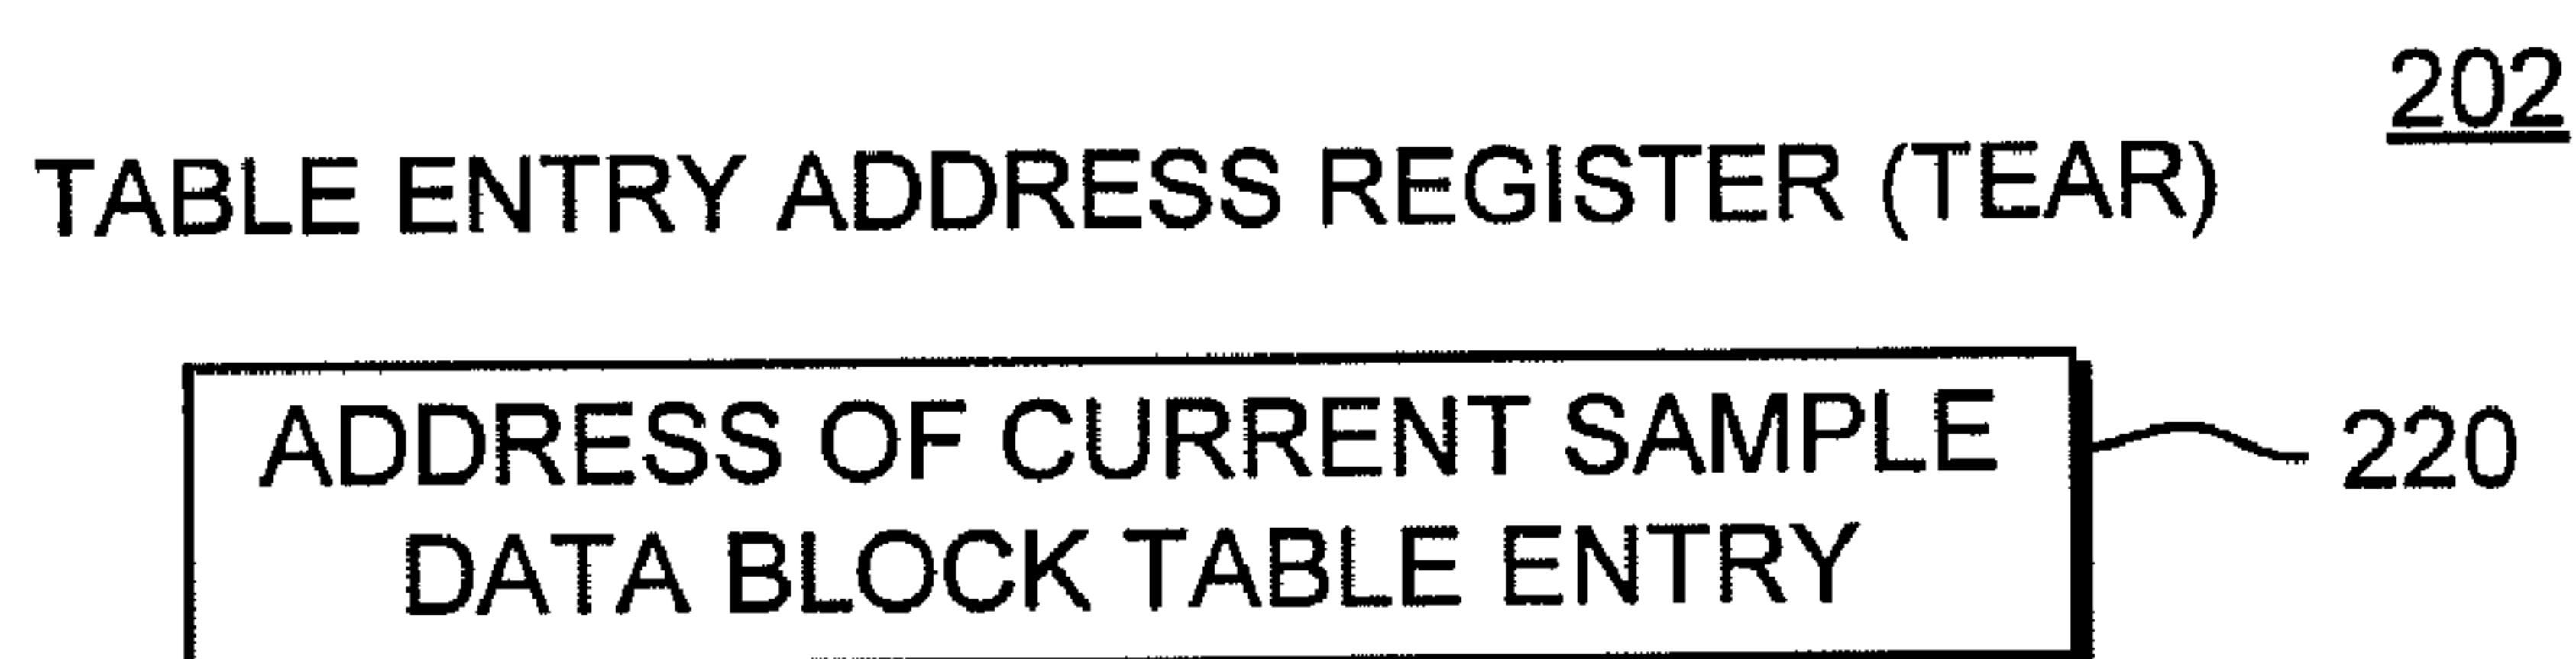 202
TABLE ENTRY ADDRESS REGISTER (TEAR)
ADDRESS OF CURRENT SAMPLE
DATA BLOCK TABLE ENTRY
220